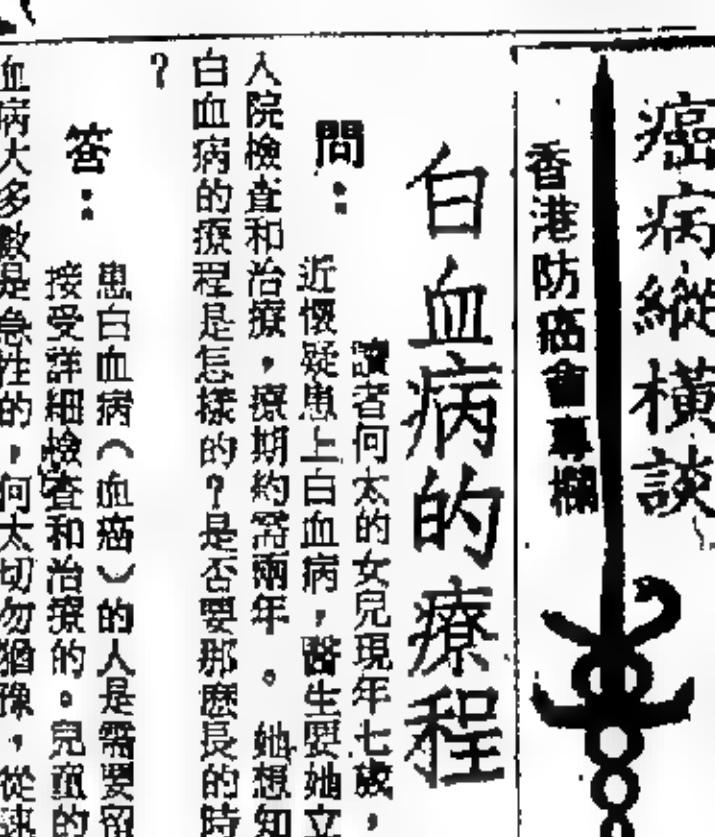 癌病縱橫談
香港防癌會專欄
白血病的療程
問：
讀者何太的女兒現年七歲，
近懷疑患上白血病，醫生要她立
入院檢查和治療，療期約需兩年。她想知
白血病的療程是怎樣的？是否要那麼長的時
？
答：
患白血病（血癌）的人是需要留
接受詳細檢查和治療的。兒童的
血病大多數是急性的，何太切勿猶豫，從速